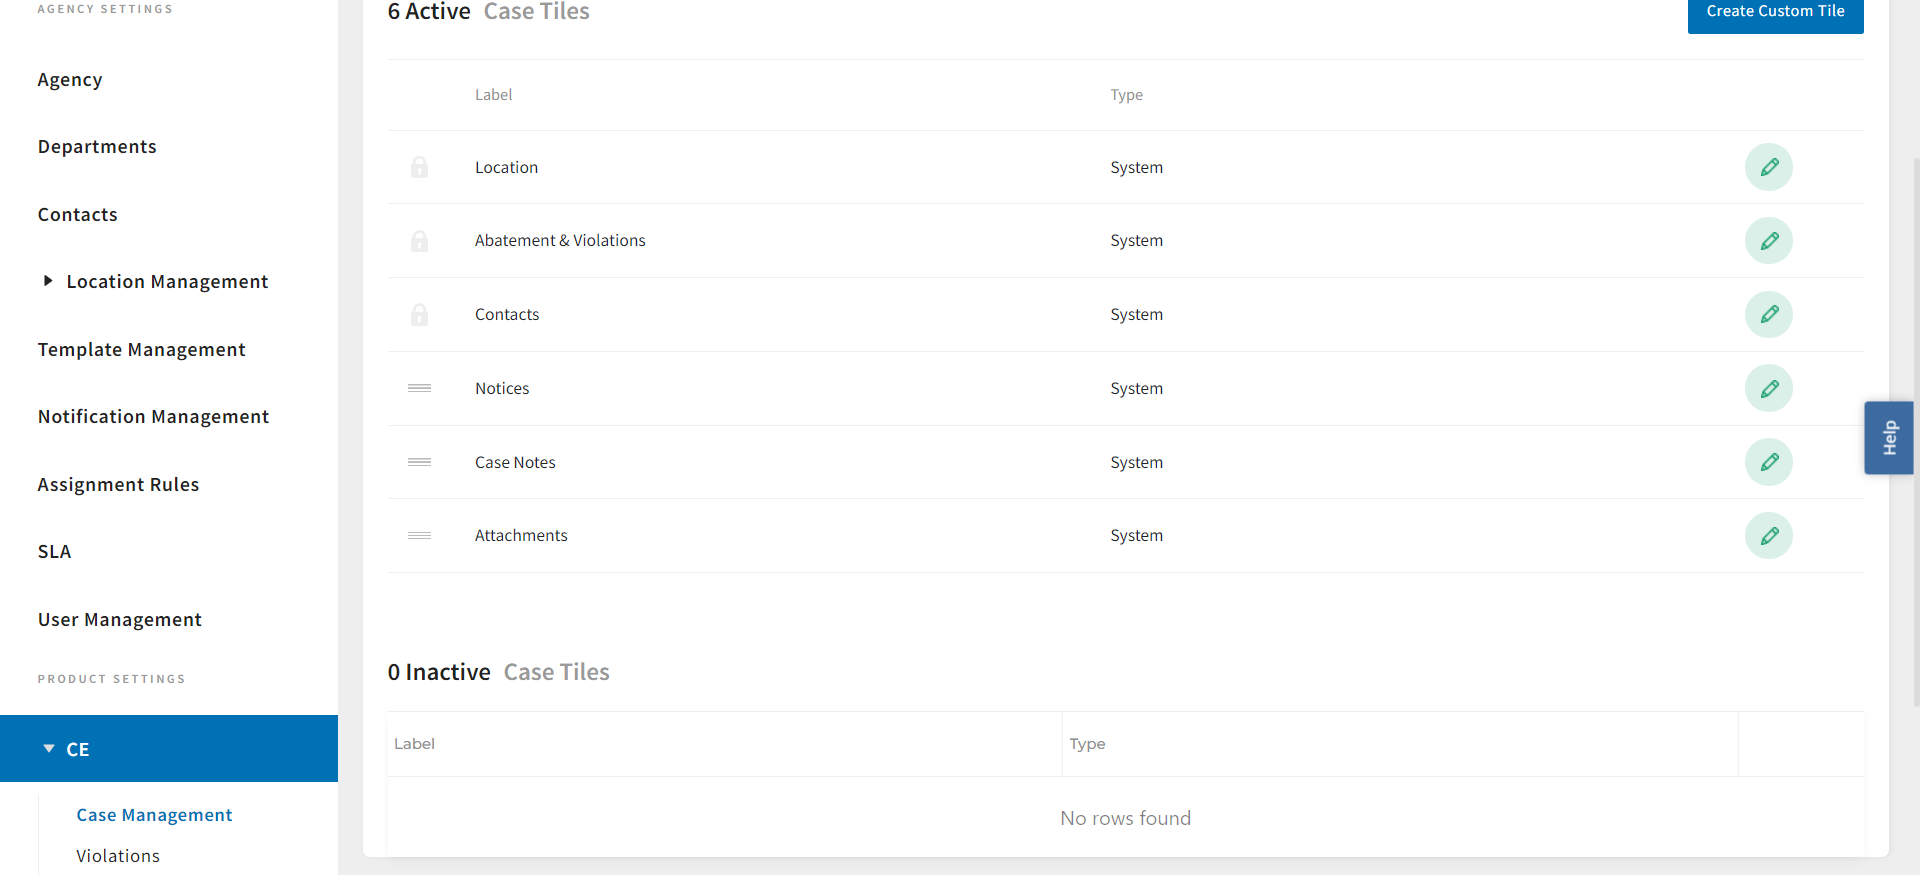 AGENCY SETTINGS
Agency
Departments
Contacts
Location Management
Template Management
Notification Management
Assignment Rules
SLA
User Management
PRODUCT SETTINGS
CE
Case Management
Violations
6 Active Case Tiles
Create Custom Tile
Label Type
Location System
Abatement & Violations System
Contacts System
Notices System
Case Notes System
Attachments System
0 Inactive Case Tiles
Label Type
No rows found
Help